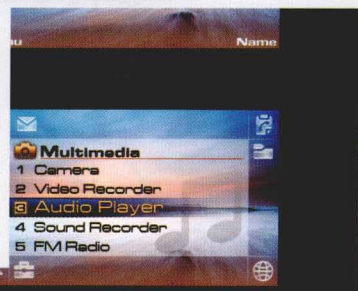 Name
Multimedia
1 Camera
2 Video Recorder
3 Audio Player
4 Sound Recorder
5 FM Radio